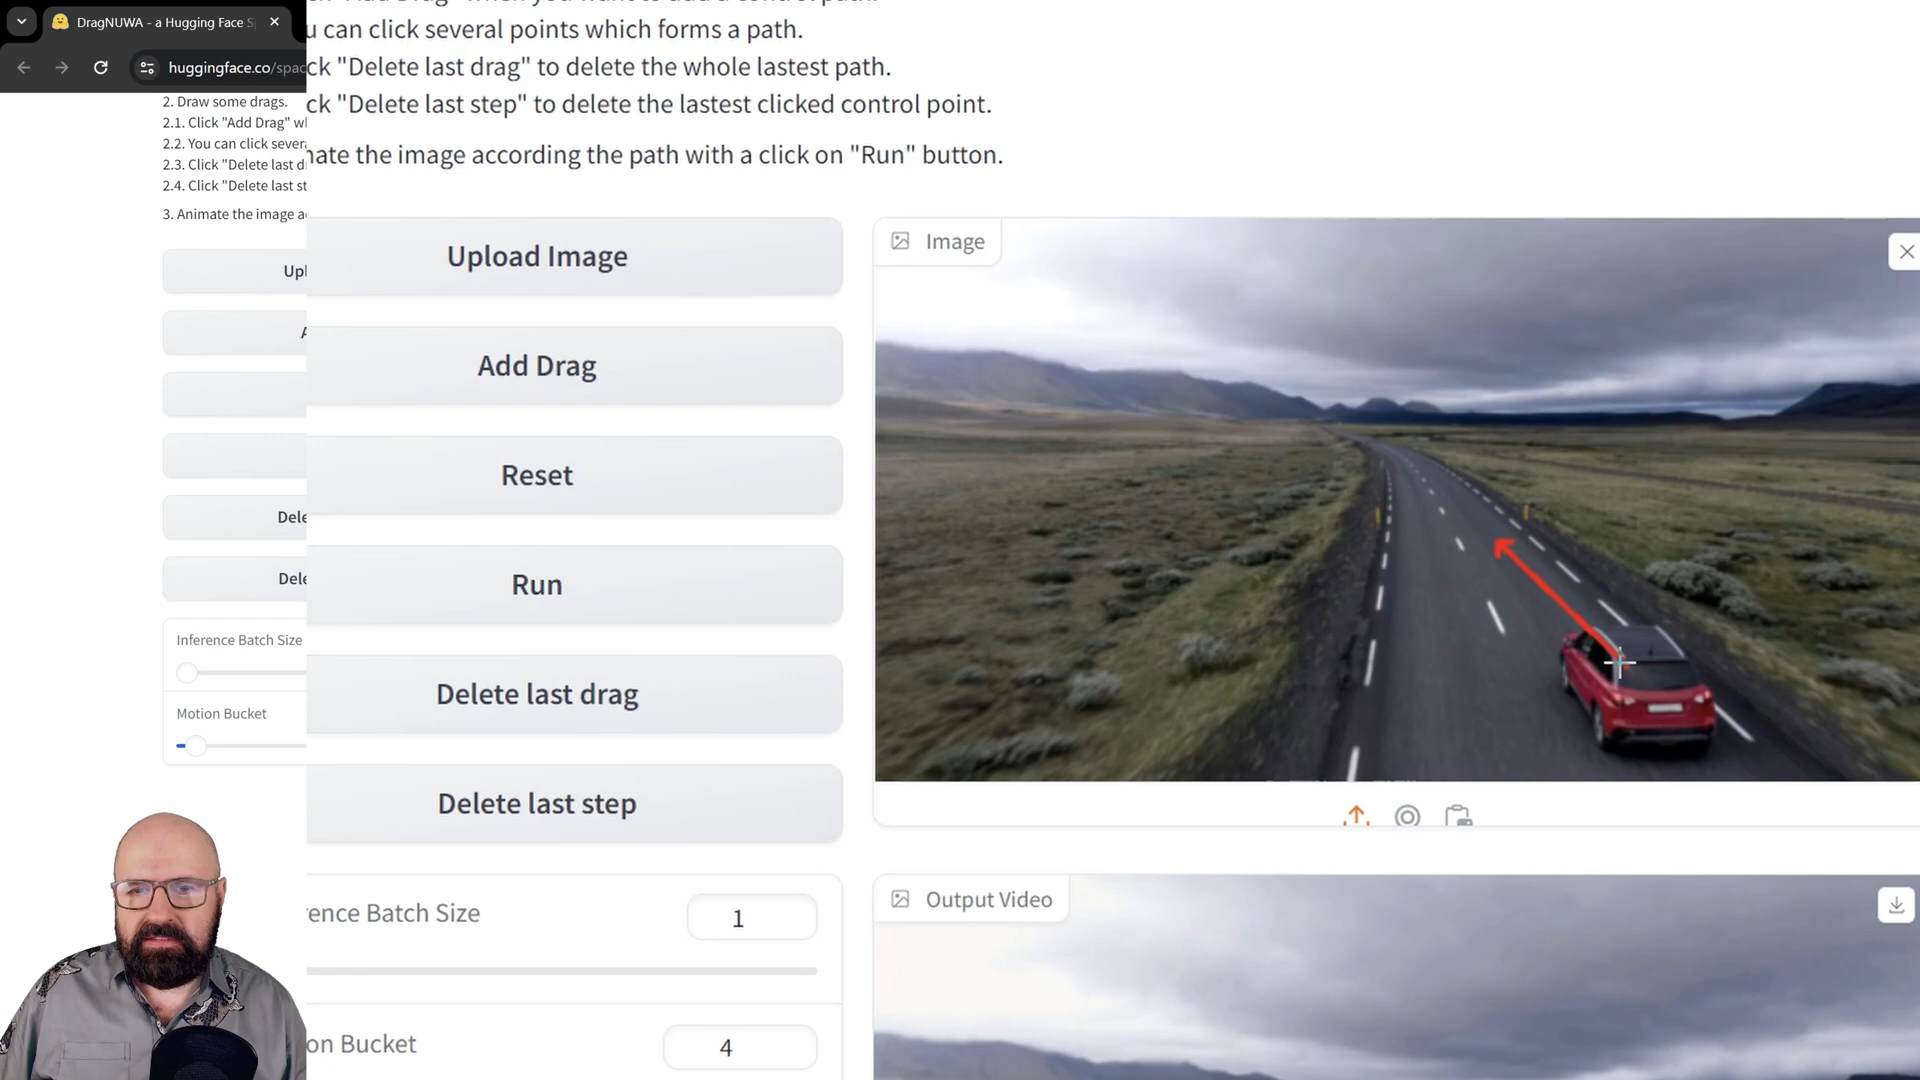 DragNUWA - a Hugging Face S
huggingface.co/spac
2. Draw some drags.
2.1. Click "Add Drag" wh
2.2. You can click severa
2.3. Click "Delete last d
2.4. Click "Delete last st
3. Animate the image a
Upl
A
Dele
Dele
Inference Batch Size
Motion Bucket
u can click several points which forms a path.
ck "Delete last drag" to delete the whole lastest path.
ck "Delete last step" to delete the lastest clicked control point.
nate the image according the path with a click on "Run" button.
Upload Image
Add Drag
Reset
Run
Delete last drag
Delete last step
rence Batch Size
1
on Bucket
4
Image
Output Video